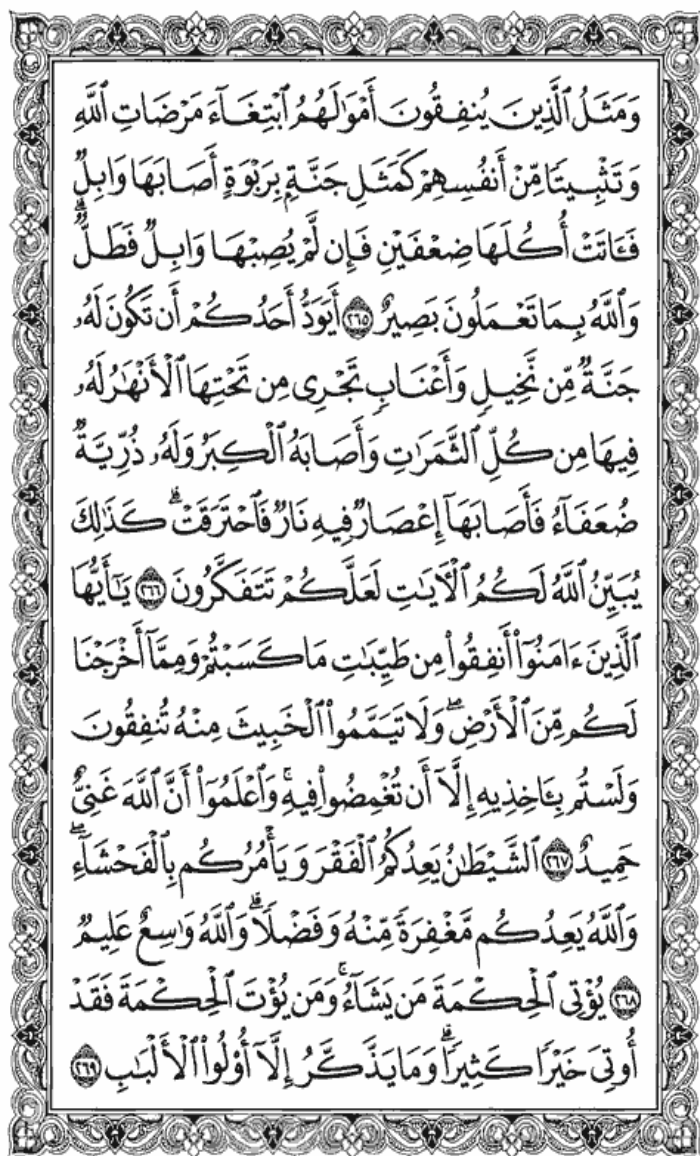 وَمَثَلُ ٱلَّذِينَ يُنفِقُونَ أَمْوَٰلَهُمُ ٱبْتِغَآءَ مَرْضَاتِ ٱللَّهِ
وَتَثْبِيتًا مِّنْ أَنفُسِهِمْ كَمَثَلِ جَنَّةٍۭ بِرَبْوَةٍ أَصَابَهَا وَابِلٌ
فَـَٔاتَتْ أُكُلَهَا ضِعْفَيْنِ فَإِن لَّمْ يُصِبْهَا وَابِلٌ فَطَلٌّ ۗ
وَٱللَّهُ بِمَا تَعْمَلُونَ بَصِيرٌ ٢٦٥ أَيَوَدُّ أَحَدُكُمْ أَن تَكُونَ لَهُۥ
جَنَّةٌ مِّن نَّخِيلٍ وَأَعْنَابٍ تَجْرِى مِن تَحْتِهَا ٱلْأَنْهَٰرُ لَهُۥ
فِيهَا مِن كُلِّ ٱلثَّمَرَٰتِ وَأَصَابَهُ ٱلْكِبَرُ وَلَهُۥ ذُرِّيَّةٌ
ضُعَفَآءُ فَأَصَابَهَآ إِعْصَارٌ فِيهِ نَارٌ فَٱحْتَرَقَتْ ۗ كَذَٰلِكَ
يُبَيِّنُ ٱللَّهُ لَكُمُ ٱلْـَٔايَٰتِ لَعَلَّكُمْ تَتَفَكَّرُونَ ٢٦٦ يَٰٓأَيُّهَا
ٱلَّذِينَ ءَامَنُوٓا۟ أَنفِقُوا۟ مِن طَيِّبَٰتِ مَا كَسَبْتُمْ وَمِمَّآ أَخْرَجْنَا
لَكُم مِّنَ ٱلْأَرْضِ ۖ وَلَا تَيَمَّمُوا۟ ٱلْخَبِيثَ مِنْهُ تُنفِقُونَ
وَلَسْتُم بِـَٔاخِذِيهِ إِلَّآ أَن تُغْمِضُوا۟ فِيهِ ۚ وَٱعْلَمُوٓا۟ أَنَّ ٱللَّهَ غَنِىٌّ
حَمِيدٌ ٢٦٧ ٱلشَّيْطَٰنُ يَعِدُكُمُ ٱلْفَقْرَ وَيَأْمُرُكُم بِٱلْفَحْشَآءِ ۖ
وَٱللَّهُ يَعِدُكُم مَّغْفِرَةً مِّنْهُ وَفَضْلًا ۗ وَٱللَّهُ وَٰسِعٌ عَلِيمٌ
٢٦٨ يُؤْتِى ٱلْحِكْمَةَ مَن يَشَآءُ ۚ وَمَن يُؤْتَ ٱلْحِكْمَةَ فَقَدْ
أُوتِىَ خَيْرًا كَثِيرًا ۗ وَمَا يَذَّكَّرُ إِلَّآ أُو۟لُوا۟ ٱلْأَلْبَٰبِ ٢٦٩